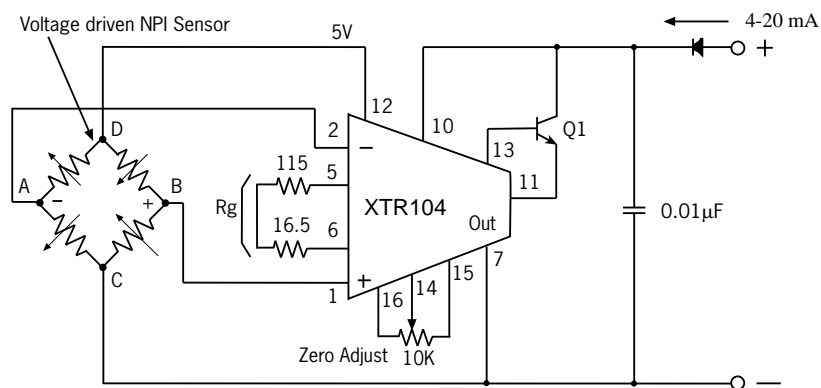 Voltage driven NPI Sensor
4-20 mA
5V
+
D
12
10
2
−
Q1
13
A
115
5
11
B
−
+
Rg
XTR104
0.01µF
16.5
6
Out
C
+
7
15
1
16
14
Zero Adjust
10K
—